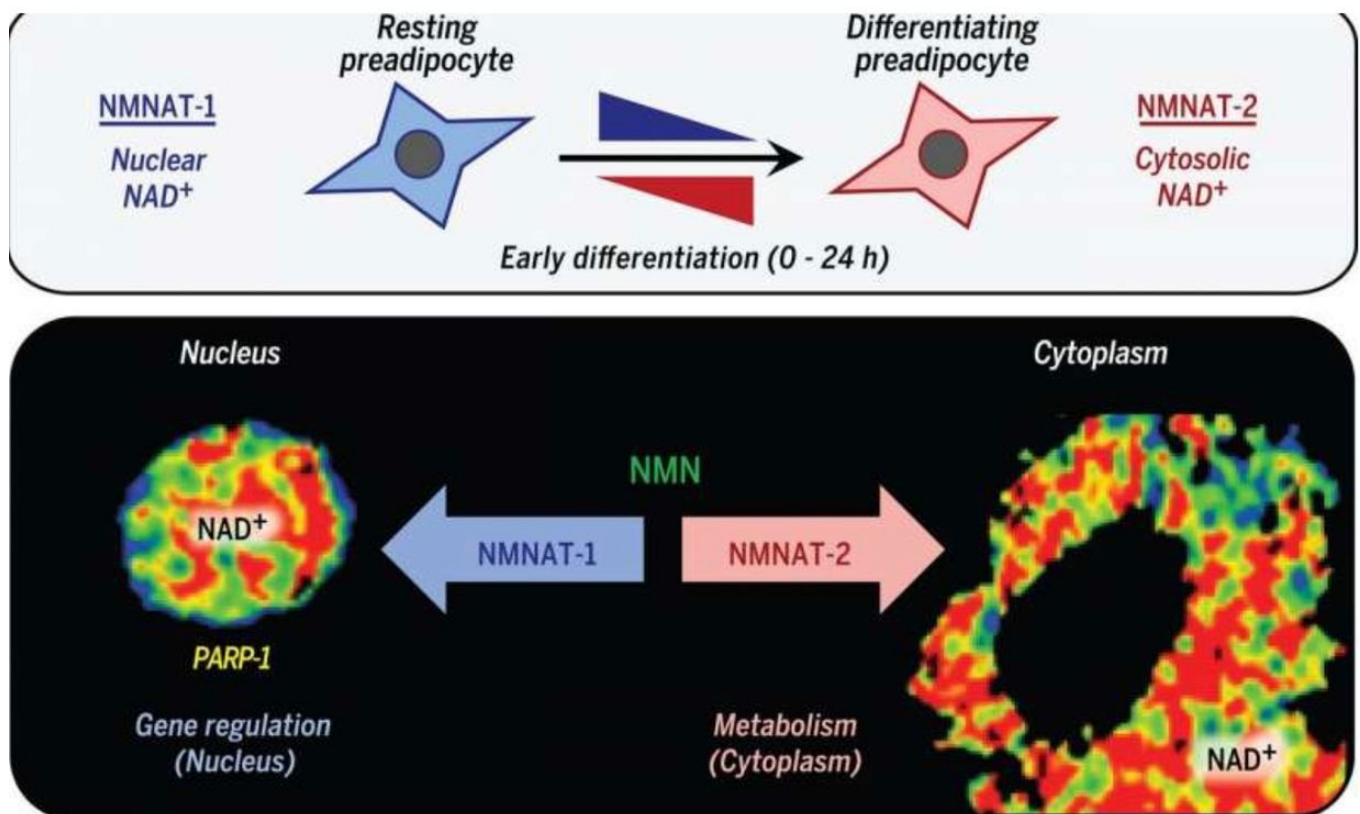 Resting
preadipocyte
Differentiating
preadipocyte
NMNAT-1
Nuclear
NAD+
NMNAT-2
Cytosolic
NAD+
Early differentiation (0 - 24 h)
Nucleus
Cytoplasm
NMN
NAD+
NMNAT-1
NMNAT-2
PARP-1
Gene regulation
(Nucleus)
Metabolism
(Cytoplasm)
NAD+